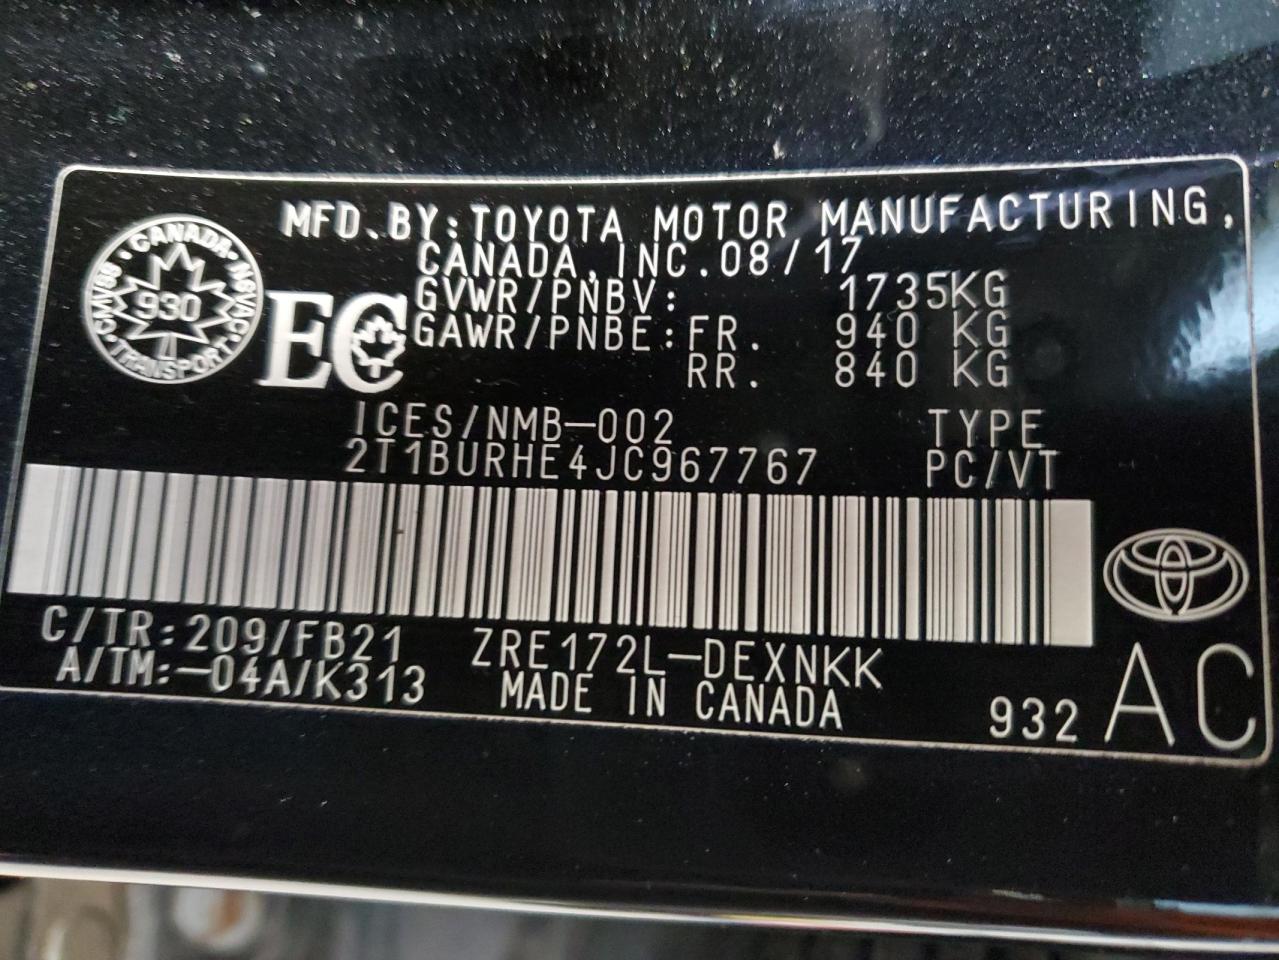 MFD.BY:TOYOTA MOTOR MANUFACTURING,
CANADA,INC.08/17
GVWR/PNBV: 1735KG
GAWR/PNBE:FR. 940 KG
RR. 840 KG
CANADA·NSVAC·TRANSPORT·CMVSS
930
EC
ICES/NMB-002 TYPE
2T1BURHE4JC967767 PC/VT
C/TR:209/FB21 ZRE172L-DEXNKK
A/TM:-04A/K313 MADE IN CANADA
932 AC